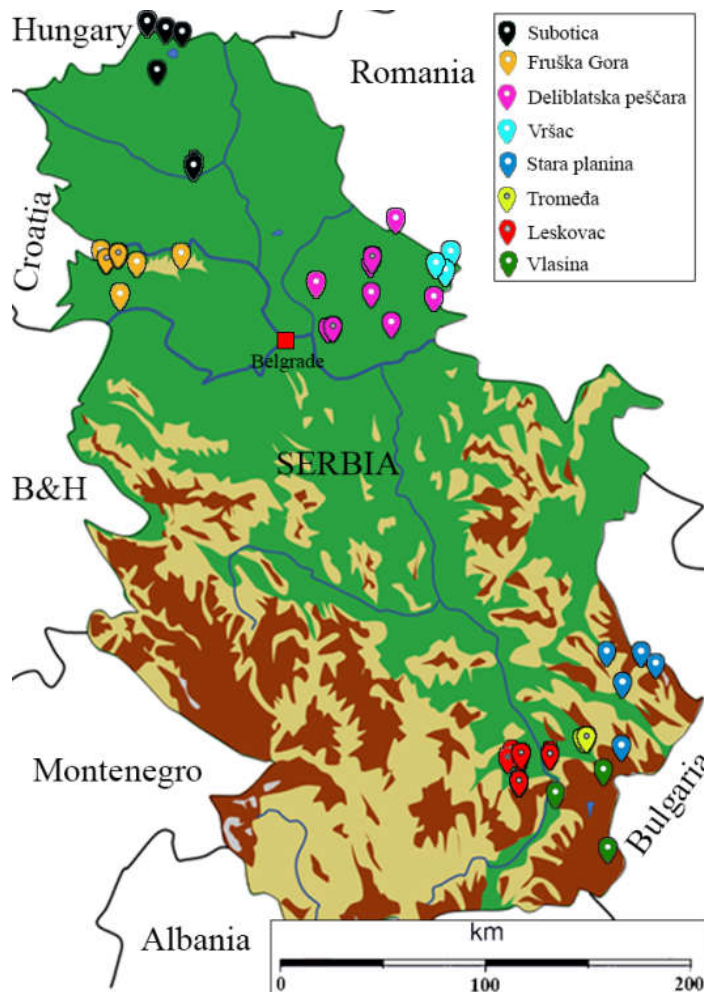 Hungary
Romania
Croatia
Belgrade
SERBIA
B&H
Montenegro
Bulgaria
Albania
Subotica
Fruška Gora
Deliblatska peščara
Vršac
Stara planina
Tromeđa
Leskovac
Vlasina
km
0 100 200